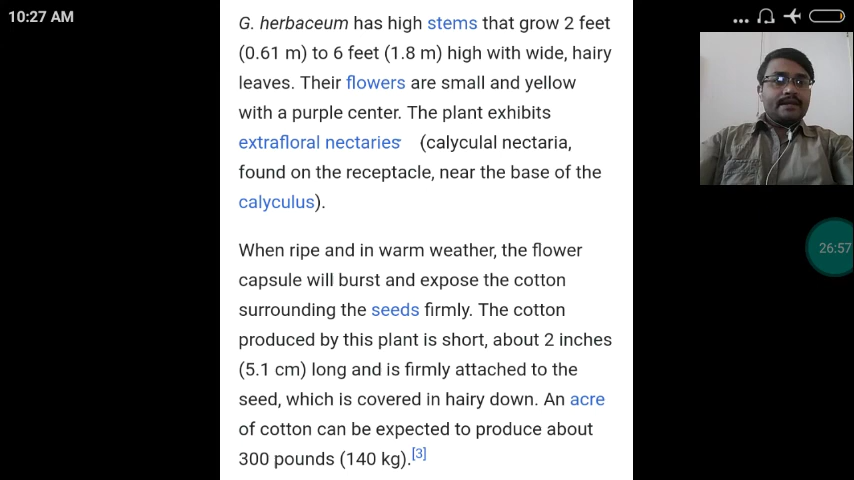 10:27 AM
G. herbaceum has high stems that grow 2 feet
(0.61 m) to 6 feet (1.8 m) high with wide, hairy
leaves. Their flowers are small and yellow
with a purple center. The plant exhibits
extrafloral nectaries (calyculal nectaria,
found on the receptacle, near the base of the
calyculus).
When ripe and in warm weather, the flower
capsule will burst and expose the cotton
surrounding the seeds firmly. The cotton
produced by this plant is short, about 2 inches
(5.1 cm) long and is firmly attached to the
seed, which is covered in hairy down. An acre
of cotton can be expected to produce about
300 pounds (140 kg).[3]
26:57